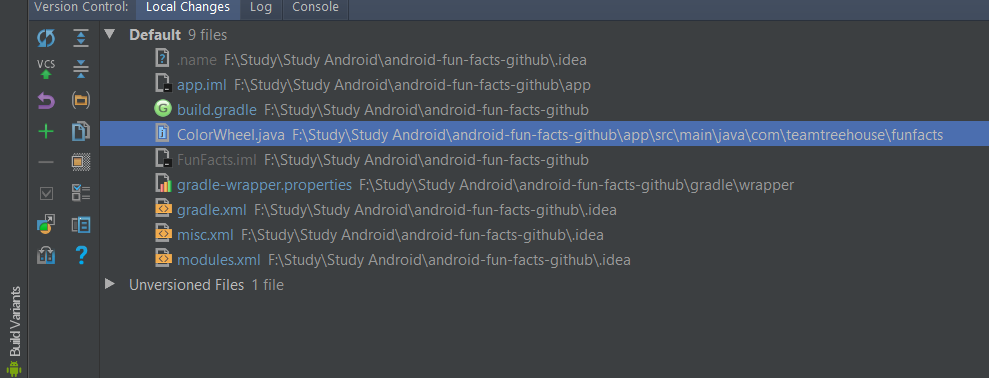 Version Control: Local Changes Log Console
Default 9 files
.name F:\Study\Study Android\android-fun-facts-github\.idea
VCS
app.iml F:\Study\Study Android\android-fun-facts-github\app
build.gradle F:\Study\Study Android\android-fun-facts-github
ColorWheel.java F:\Study\Study Android\android-fun-facts-github\app\src\main\java\com\teamtreehouse\funfacts
FunFacts.iml F:\Study\Study Android\android-fun-facts-github
gradle-wrapper.properties F:\Study\Study Android\android-fun-facts-github\gradle\wrapper
gradle.xml F:\Study\Study Android\android-fun-facts-github\.idea
misc.xml F:\Study\Study Android\android-fun-facts-github\.idea
modules.xml F:\Study\Study Android\android-fun-facts-github\.idea
Unversioned Files 1 file
Build Variants